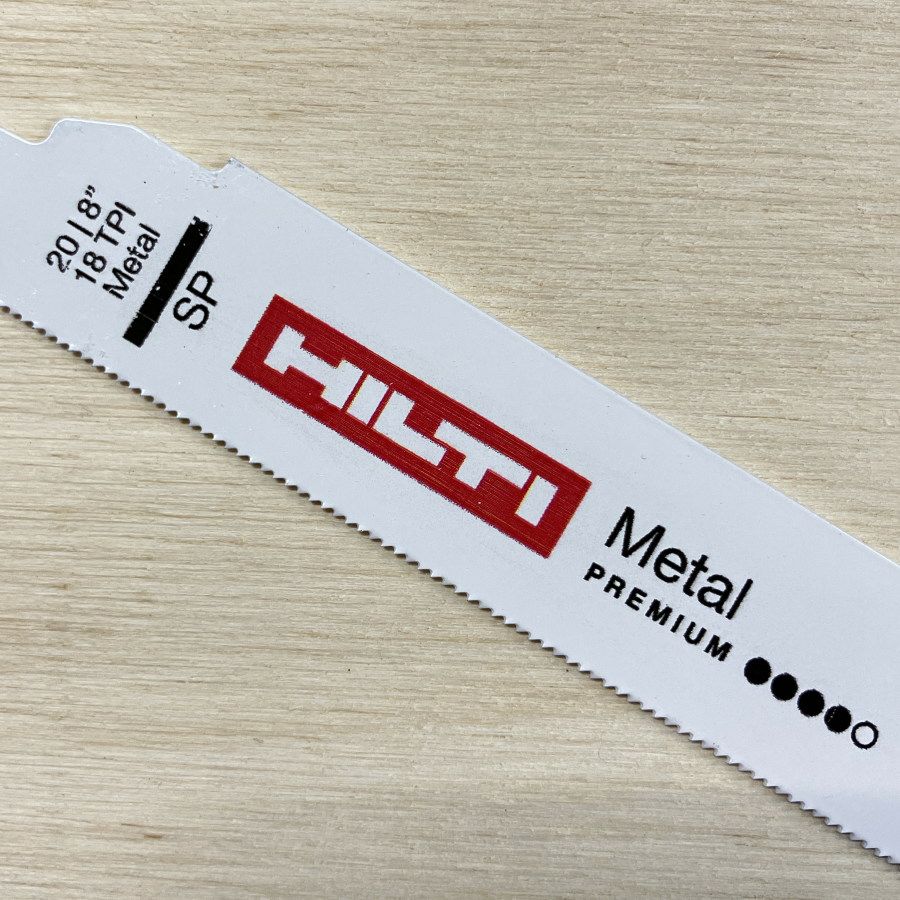 20 | 8”
18 TPI
Metal
SP
HILTI
Metal
PREMIUM